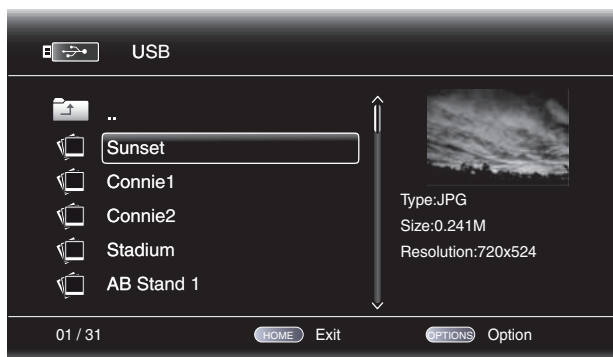 USB
..
Sunset
Connie1
Connie2
Stadium
AB Stand 1
Type:JPG
Size:0.241M
Resolution:720x524
01 / 31 HOME Exit OPTIONS Option